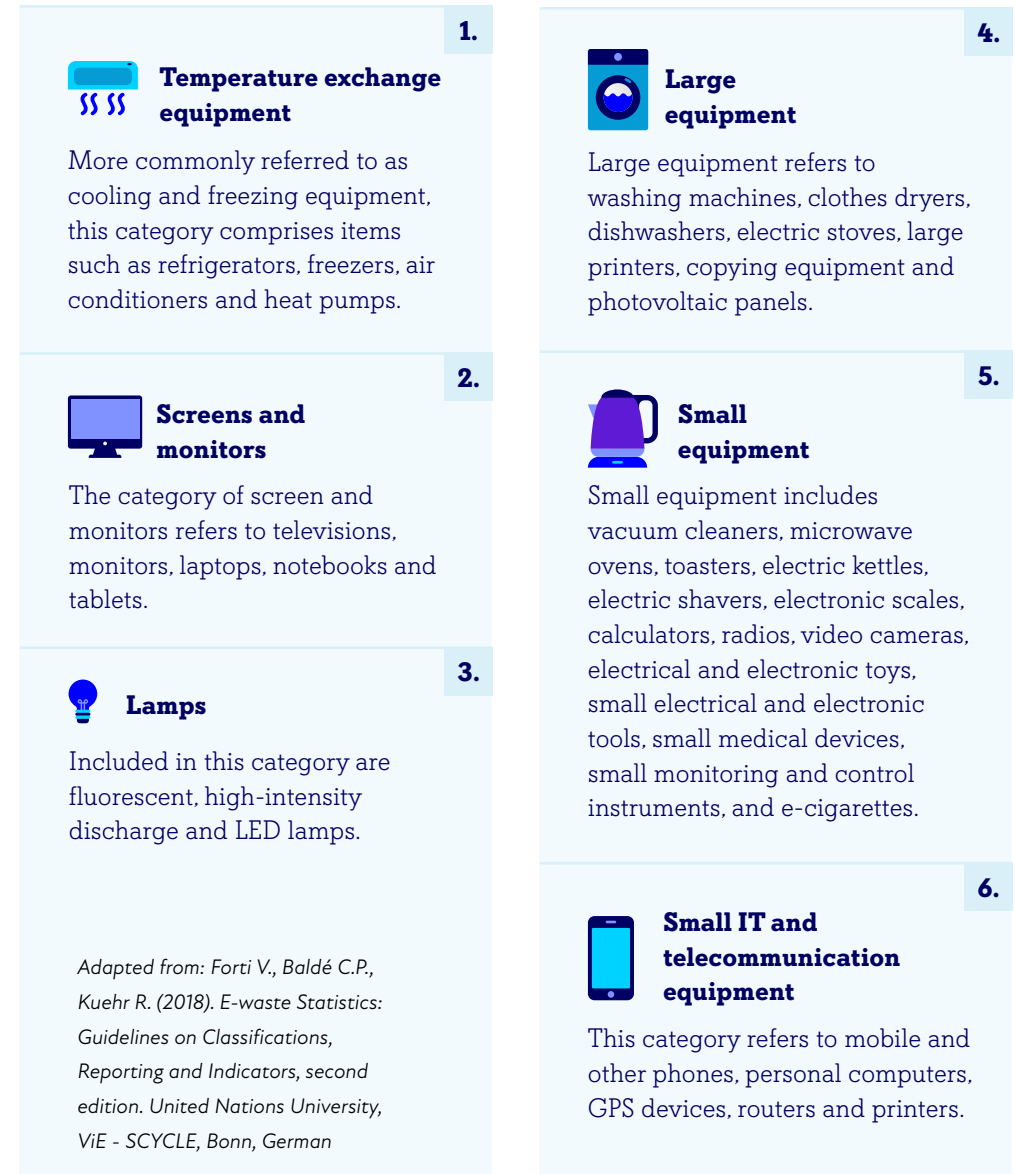 1.
Temperature exchange
equipment
More commonly referred to as
cooling and freezing equipment,
this category comprises items
such as refrigerators, freezers, air
conditioners and heat pumps.
2.
Screens and
monitors
The category of screen and
monitors refers to televisions,
monitors, laptops, notebooks and
tablets.
3.
Lamps
Included in this category are
fluorescent, high-intensity
discharge and LED lamps.
Adapted from: Forti V., Baldé C.P.,
Kuehr R. (2018). E-waste Statistics:
Guidelines on Classifications,
Reporting and Indicators, second
edition. United Nations University,
ViE - SCYCLE, Bonn, German
4.
Large
equipment
Large equipment refers to
washing machines, clothes dryers,
dishwashers, electric stoves, large
printers, copying equipment and
photovoltaic panels.
5.
Small
equipment
Small equipment includes
vacuum cleaners, microwave
ovens, toasters, electric kettles,
electric shavers, electronic scales,
calculators, radios, video cameras,
electrical and electronic toys,
small electrical and electronic
tools, small medical devices,
small monitoring and control
instruments, and e-cigarettes.
6.
Small IT and
telecommunication
equipment
This category refers to mobile and
other phones, personal computers,
GPS devices, routers and printers.